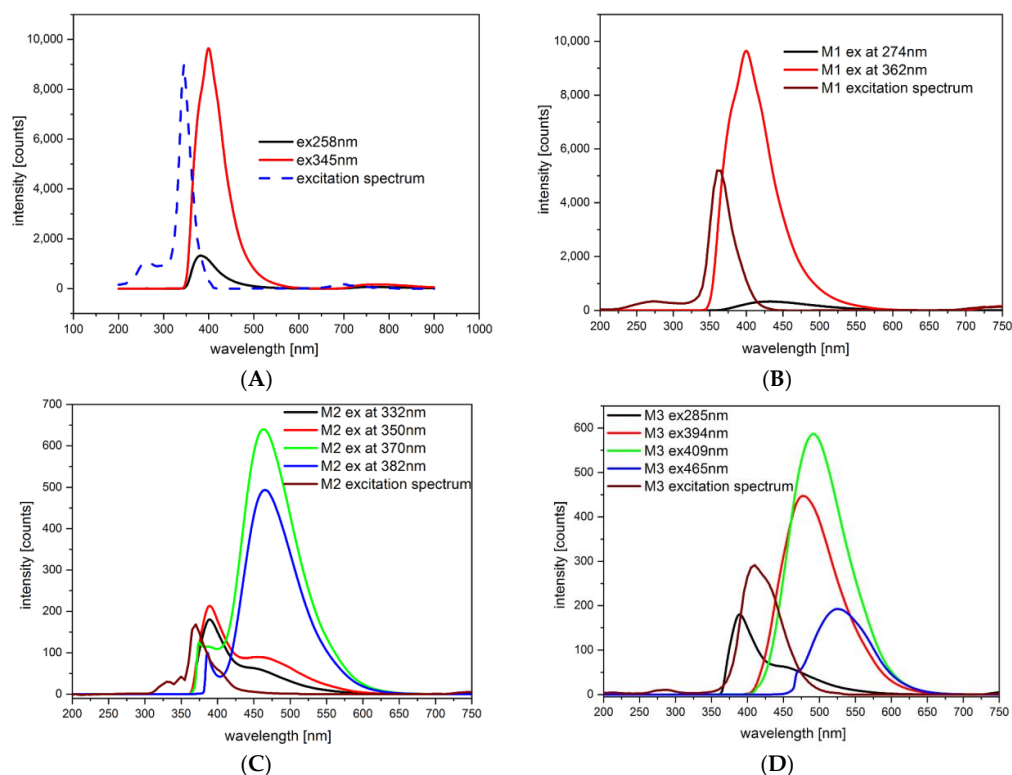 10,000
8,000
6,000
4,000
2,000
0
intensity [counts]
ex258nm
ex345nm
excitation spectrum
100 200 300 400 500 600 700 800 900 1000
wavelength [nm]
(A)
10,000
8,000
6,000
4,000
2,000
0
intensity [counts]
M1 ex at 274nm
M1 ex at 362nm
M1 excitation spectrum
200 250 300 350 400 450 500 550 600 650 700 750
wavelength [nm]
(B)
700
600
500
400
300
200
100
0
intensity [counts]
M2 ex at 332nm
M2 ex at 350nm
M2 ex at 370nm
M2 ex at 382nm
M2 excitation spectrum
200 250 300 350 400 450 500 550 600 650 700 750
wavelength [nm]
(C)
600
500
400
300
200
100
0
intensity [counts]
M3 ex285nm
M3 ex394nm
M3 ex409nm
M3 ex465nm
M3 excitation spectrum
200 250 300 350 400 450 500 550 600 650 700 750
wavelength [nm]
(D)